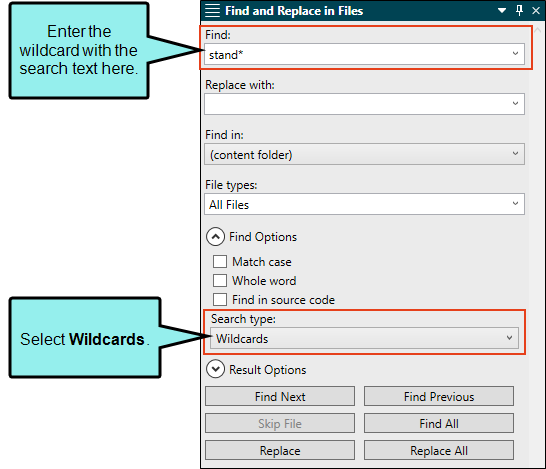 Enter the
wildcard with the
search text here.
Find and Replace in Files
Find:
stand*
Replace with:
Find in:
(content folder)
File types:
All Files
Find Options
Match case
Whole word
Find in source code
Select Wildcards.
Search type:
Wildcards
Result Options
Find Next
Find Previous
Skip File
Find All
Replace
Replace All